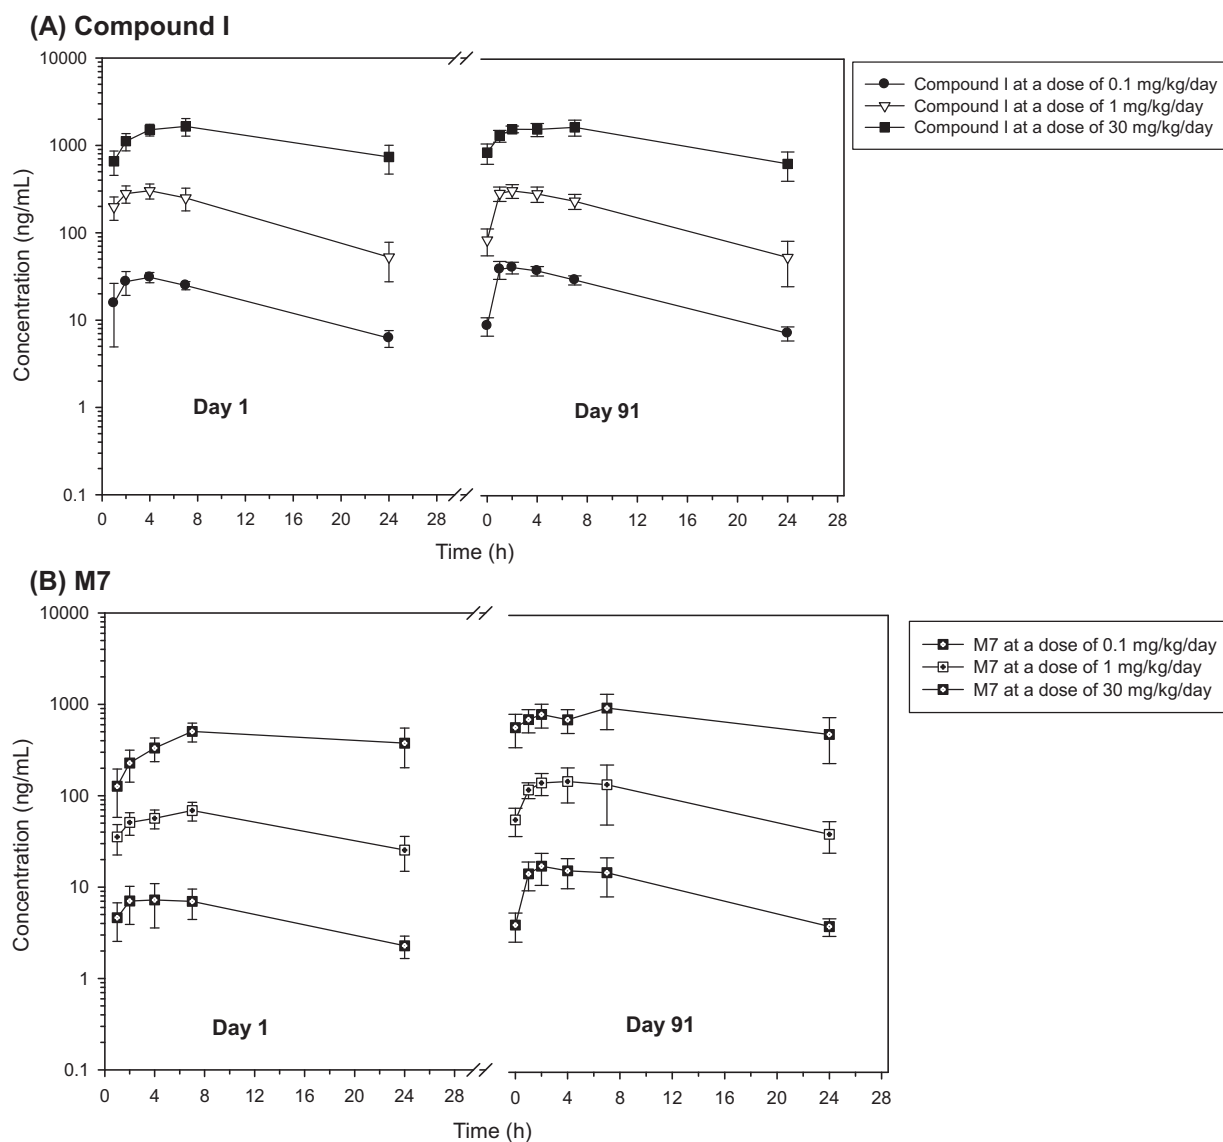 (A) Compound I
10000
1000
100
10
1
0.1
Concentration (ng/mL)
Day 1
Day 91
0 4 8 12 16 20 24 28 0 4 8 12 16 20 24 28
Time (h)
Compound I at a dose of 0.1 mg/kg/day
Compound I at a dose of 1 mg/kg/day
Compound I at a dose of 30 mg/kg/day
(B) M7
10000
1000
100
10
1
0.1
Concentration (ng/mL)
Day 1
Day 91
0 4 8 12 16 20 24 28 0 4 8 12 16 20 24 28
Time (h)
M7 at a dose of 0.1 mg/kg/day
M7 at a dose of 1 mg/kg/day
M7 at a dose of 30 mg/kg/day